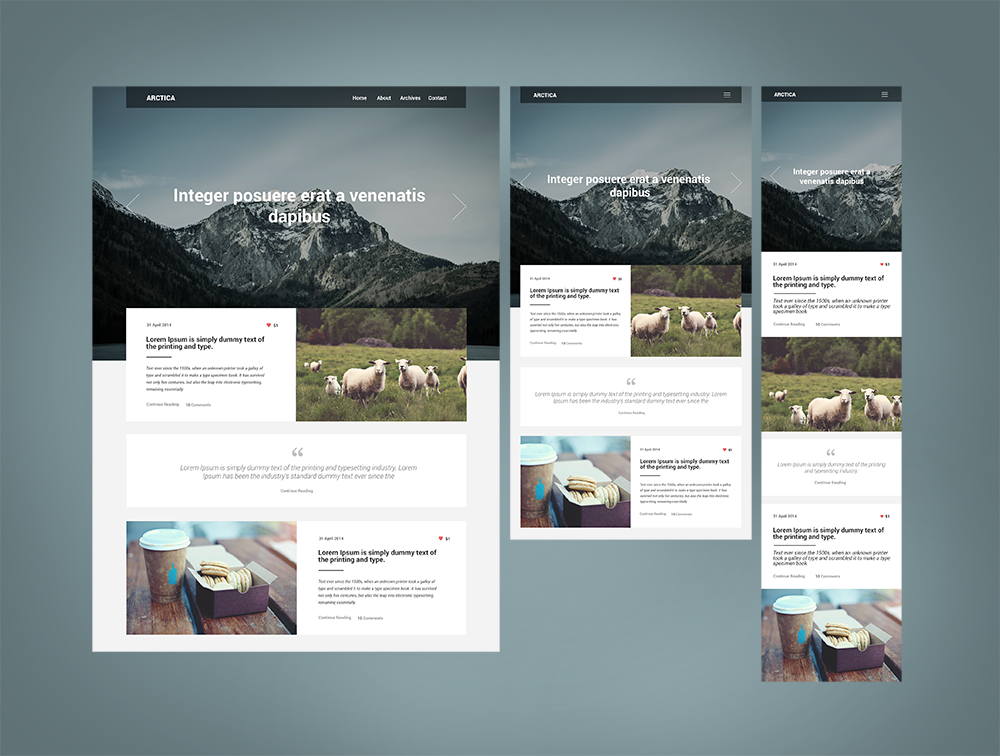 ARCTICA
Home About Archives Contact
Integer posuere erat a venenatis
dapibus
31 April 2014 51
Lorem Ipsum is simply dummy text of
the printing and type.
Text ever since the 1500s, when an unknown printer took a galley of
type and scrambled it to make a type specimen book. It has survived
not only five centuries, but also the leap into electronic typesetting,
remaining essentially
Continue Reading 10 Comments
“
Lorem Ipsum is simply dummy text of the printing and typesetting industry. Lorem
Ipsum has been the industry's standard dummy text ever since the
Continue Reading
31 April 2014 51
Lorem Ipsum is simply dummy text of
the printing and type.
Text ever since the 1500s, when an unknown printer took a galley of
type and scrambled it to make a type specimen book. It has survived
not only five centuries, but also the leap into electronic typesetting,
remaining essentially
Continue Reading 10 Comments
ARCTICA
Integer posuere erat a venenatis
dapibus
31 April 2014 51
Lorem Ipsum is simply dummy text
of the printing and type.
Text ever since the 1500s, when an unknown printer took a galley
of type and scrambled it to make a type specimen book. It has
survived not only five centuries, but also the leap into electronic
typesetting, remaining essentially
Continue Reading 10 Comments
“
Lorem Ipsum is simply dummy text of the printing and typesetting industry. Lorem
Ipsum has been the industry's standard dummy text ever since the
Continue Reading
31 April 2014 51
Lorem Ipsum is simply dummy text
of the printing and type.
Text ever since the 1500s, when an unknown printer took a galley
of type and scrambled it to make a type specimen book. It has
survived not only five centuries, but also the leap into electronic
typesetting, remaining essentially
Continue Reading 10 Comments
ARCTICA
Integer posuere erat a
venenatis dapibus
31 April 2014 51
Lorem Ipsum is simply dummy text of
the printing and type.
Text ever since the 1500s, when an unknown printer
took a galley of type and scrambled it to make a type
specimen book
Continue Reading 10 Comments
“
Lorem Ipsum is simply dummy text of the printing
and typesetting industry.
Continue Reading
31 April 2014 51
Lorem Ipsum is simply dummy text of
the printing and type.
Text ever since the 1500s, when an unknown printer
took a galley of type and scrambled it to make a type
specimen book
Continue Reading 10 Comments